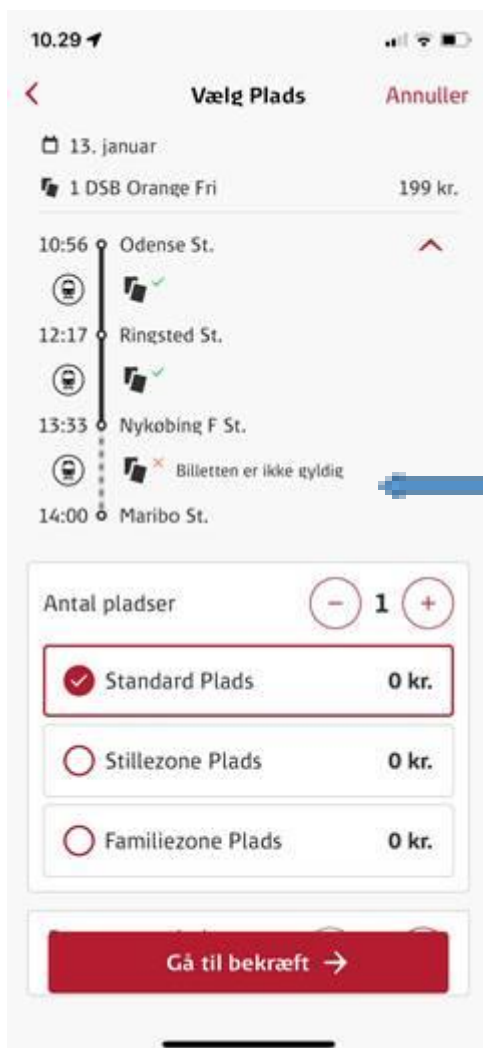 10.29
Vælg Plads
Annuller
13. januar
1 DSB Orange Fri 199 kr.
10:56 Odense St.
12:17 Ringsted St.
13:33 Nykøbing F St.
Billetten er ikke gyldig
14:00 Maribo St.
Antal pladser - 1 +
Standard Plads 0 kr.
Stillezone Plads 0 kr.
Familiezone Plads 0 kr.
Gå til bekræft →